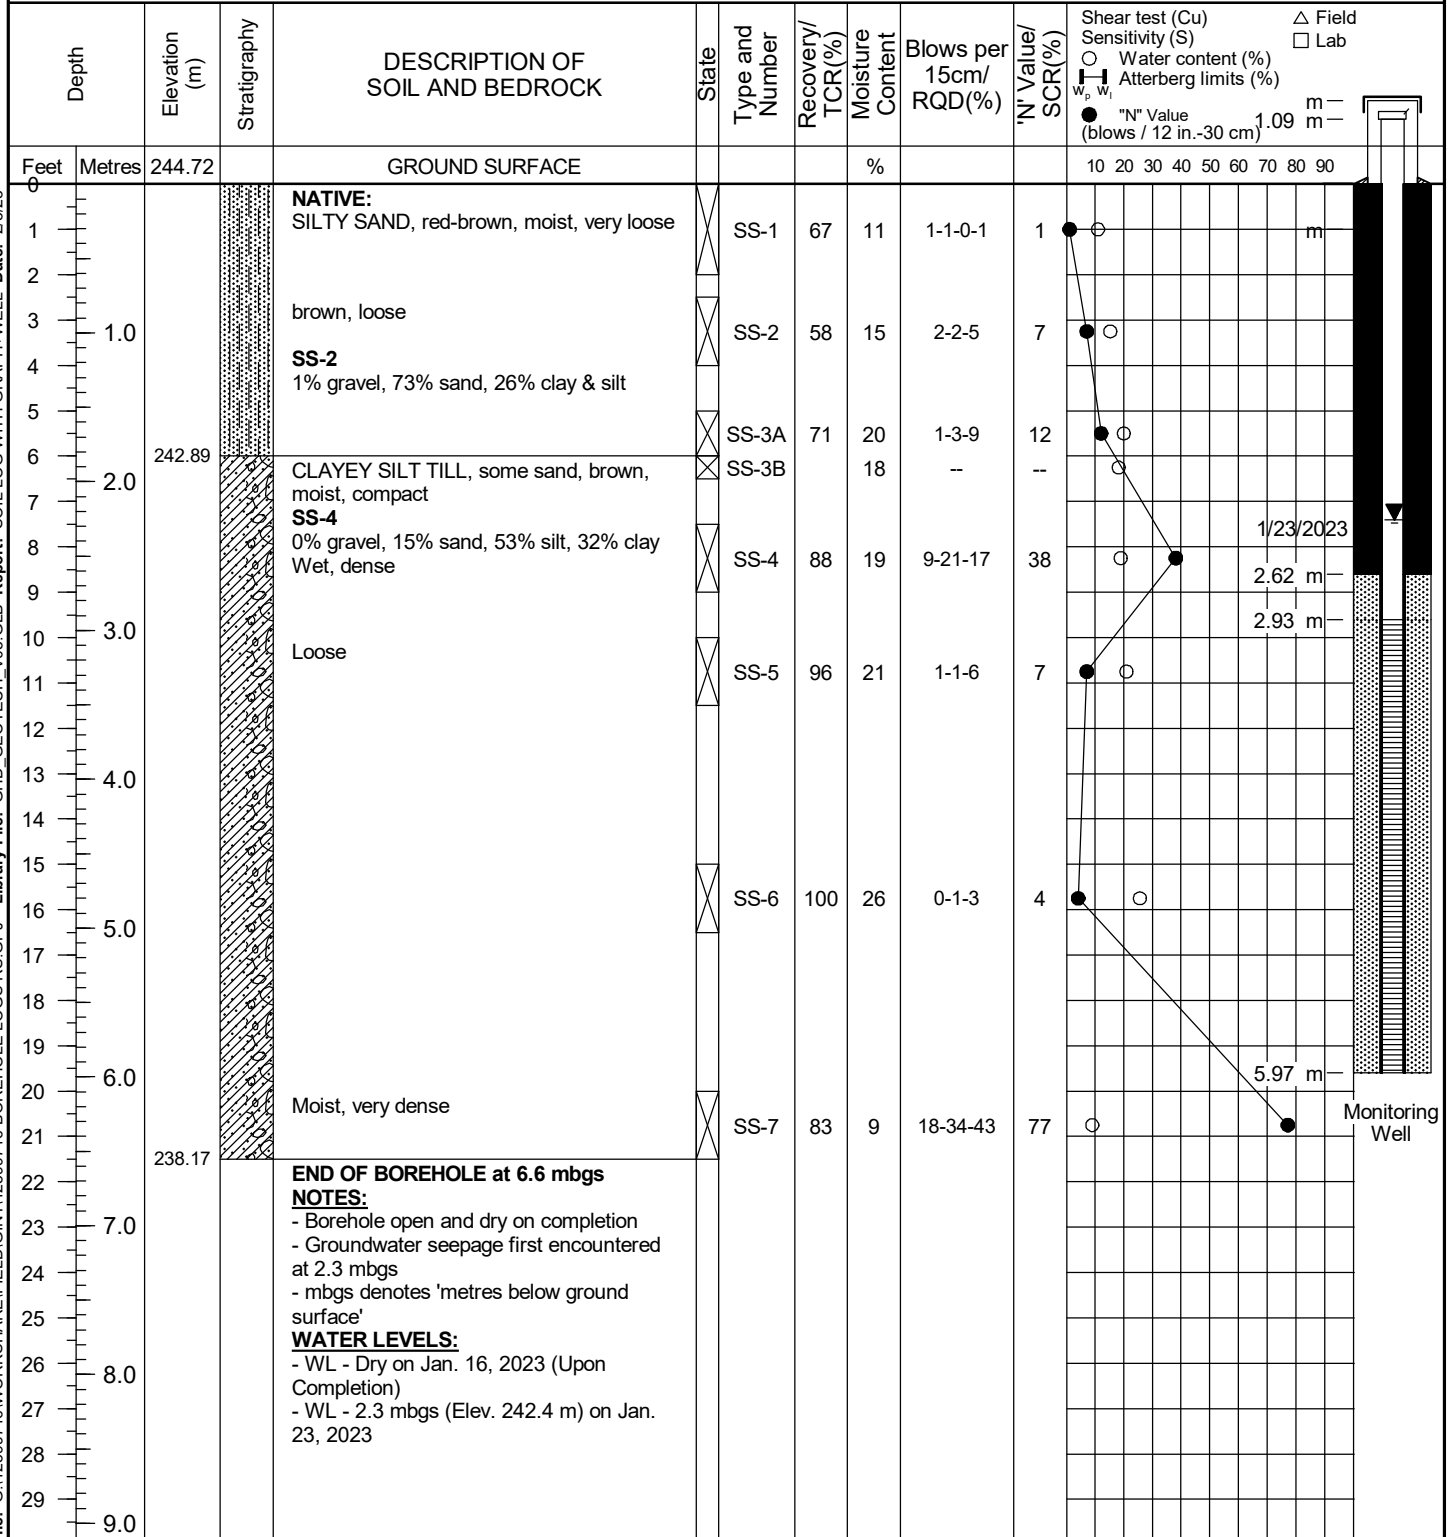 Depth
Elevation (m)
Stratigraphy
DESCRIPTION OF
SOIL AND BEDROCK
State
Type and Number
Recovery/ TCR(%)
Moisture Content
Blows per
15cm/
RQD(%)
'N' Value/ SCR(%)
Shear test (Cu) △ Field
Sensitivity (S) □ Lab
○ Water content (%)
Atterberg limits (%)
Wp Wl
● "N" Value
(blows / 12 in.-30 cm)
m
1.09 m
Feet Metres 244.72 GROUND SURFACE % 10 20 30 40 50 60 70 80 90
0
NATIVE:
SILTY SAND, red-brown, moist, very loose
1 SS-1 67 11 1-1-0-1 1 m
2
brown, loose
3 1.0 SS-2 58 15 2-2-5 7
SS-2
4
1% gravel, 73% sand, 26% clay & silt
5
SS-3A 71 20 1-3-9 12
6 242.89
CLAYEY SILT TILL, some sand, brown, SS-3B 18 -- --
2.0
moist, compact
7
SS-4
1/23/2023
0% gravel, 15% sand, 53% silt, 32% clay
8 SS-4 88 19 9-21-17 38
Wet, dense
2.62 m
9
2.93 m
10 3.0
Loose
11 SS-5 96 21 1-1-6 7
12
13 4.0
14
15
16 SS-6 100 26 0-1-3 4
5.0
17
18
19
6.0 5.97 m
20
Moist, very dense
Monitoring
Well
21 SS-7 83 9 18-34-43 77
238.17
END OF BOREHOLE at 6.6 mbgs
22
NOTES:
- Borehole open and dry on completion
23 7.0
- Groundwater seepage first encountered
at 2.3 mbgs
24
- mbgs denotes 'metres below ground
surface'
25
WATER LEVELS:
- WL - Dry on Jan. 16, 2023 (Upon
26 8.0
Completion)
27
- WL - 2.3 mbgs (Elev. 242.4 m) on Jan.
23, 2023
28
29
9.0